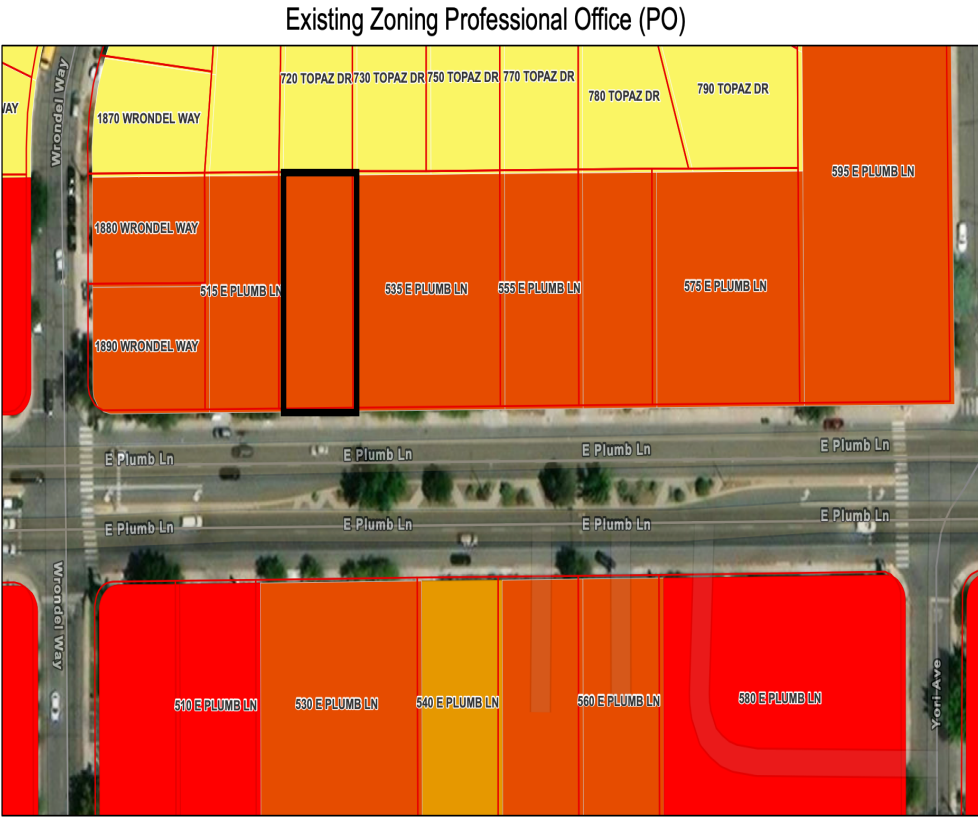 Existing Zoning Professional Office (PO)
720 TOPAZ DR
730 TOPAZ DR
750 TOPAZ DR
770 TOPAZ DR
780 TOPAZ DR
790 TOPAZ DR
WAY
1870 WRONDEL WAY
Wrondel Way
595 E PLUMB LN
1880 WRONDEL WAY
515 E PLUMB LN
535 E PLUMB LN
555 E PLUMB LN
575 E PLUMB LN
1890 WRONDEL WAY
E Plumb Ln
E Plumb Ln
E Plumb Ln
E Plumb Ln
E Plumb Ln
E Plumb Ln
E Plumb Ln
E Plumb Ln
Wrondel Way
510 E PLUMB LN
530 E PLUMB LN
540 E PLUMB LN
560 E PLUMB LN
580 E PLUMB LN
Yori Ave